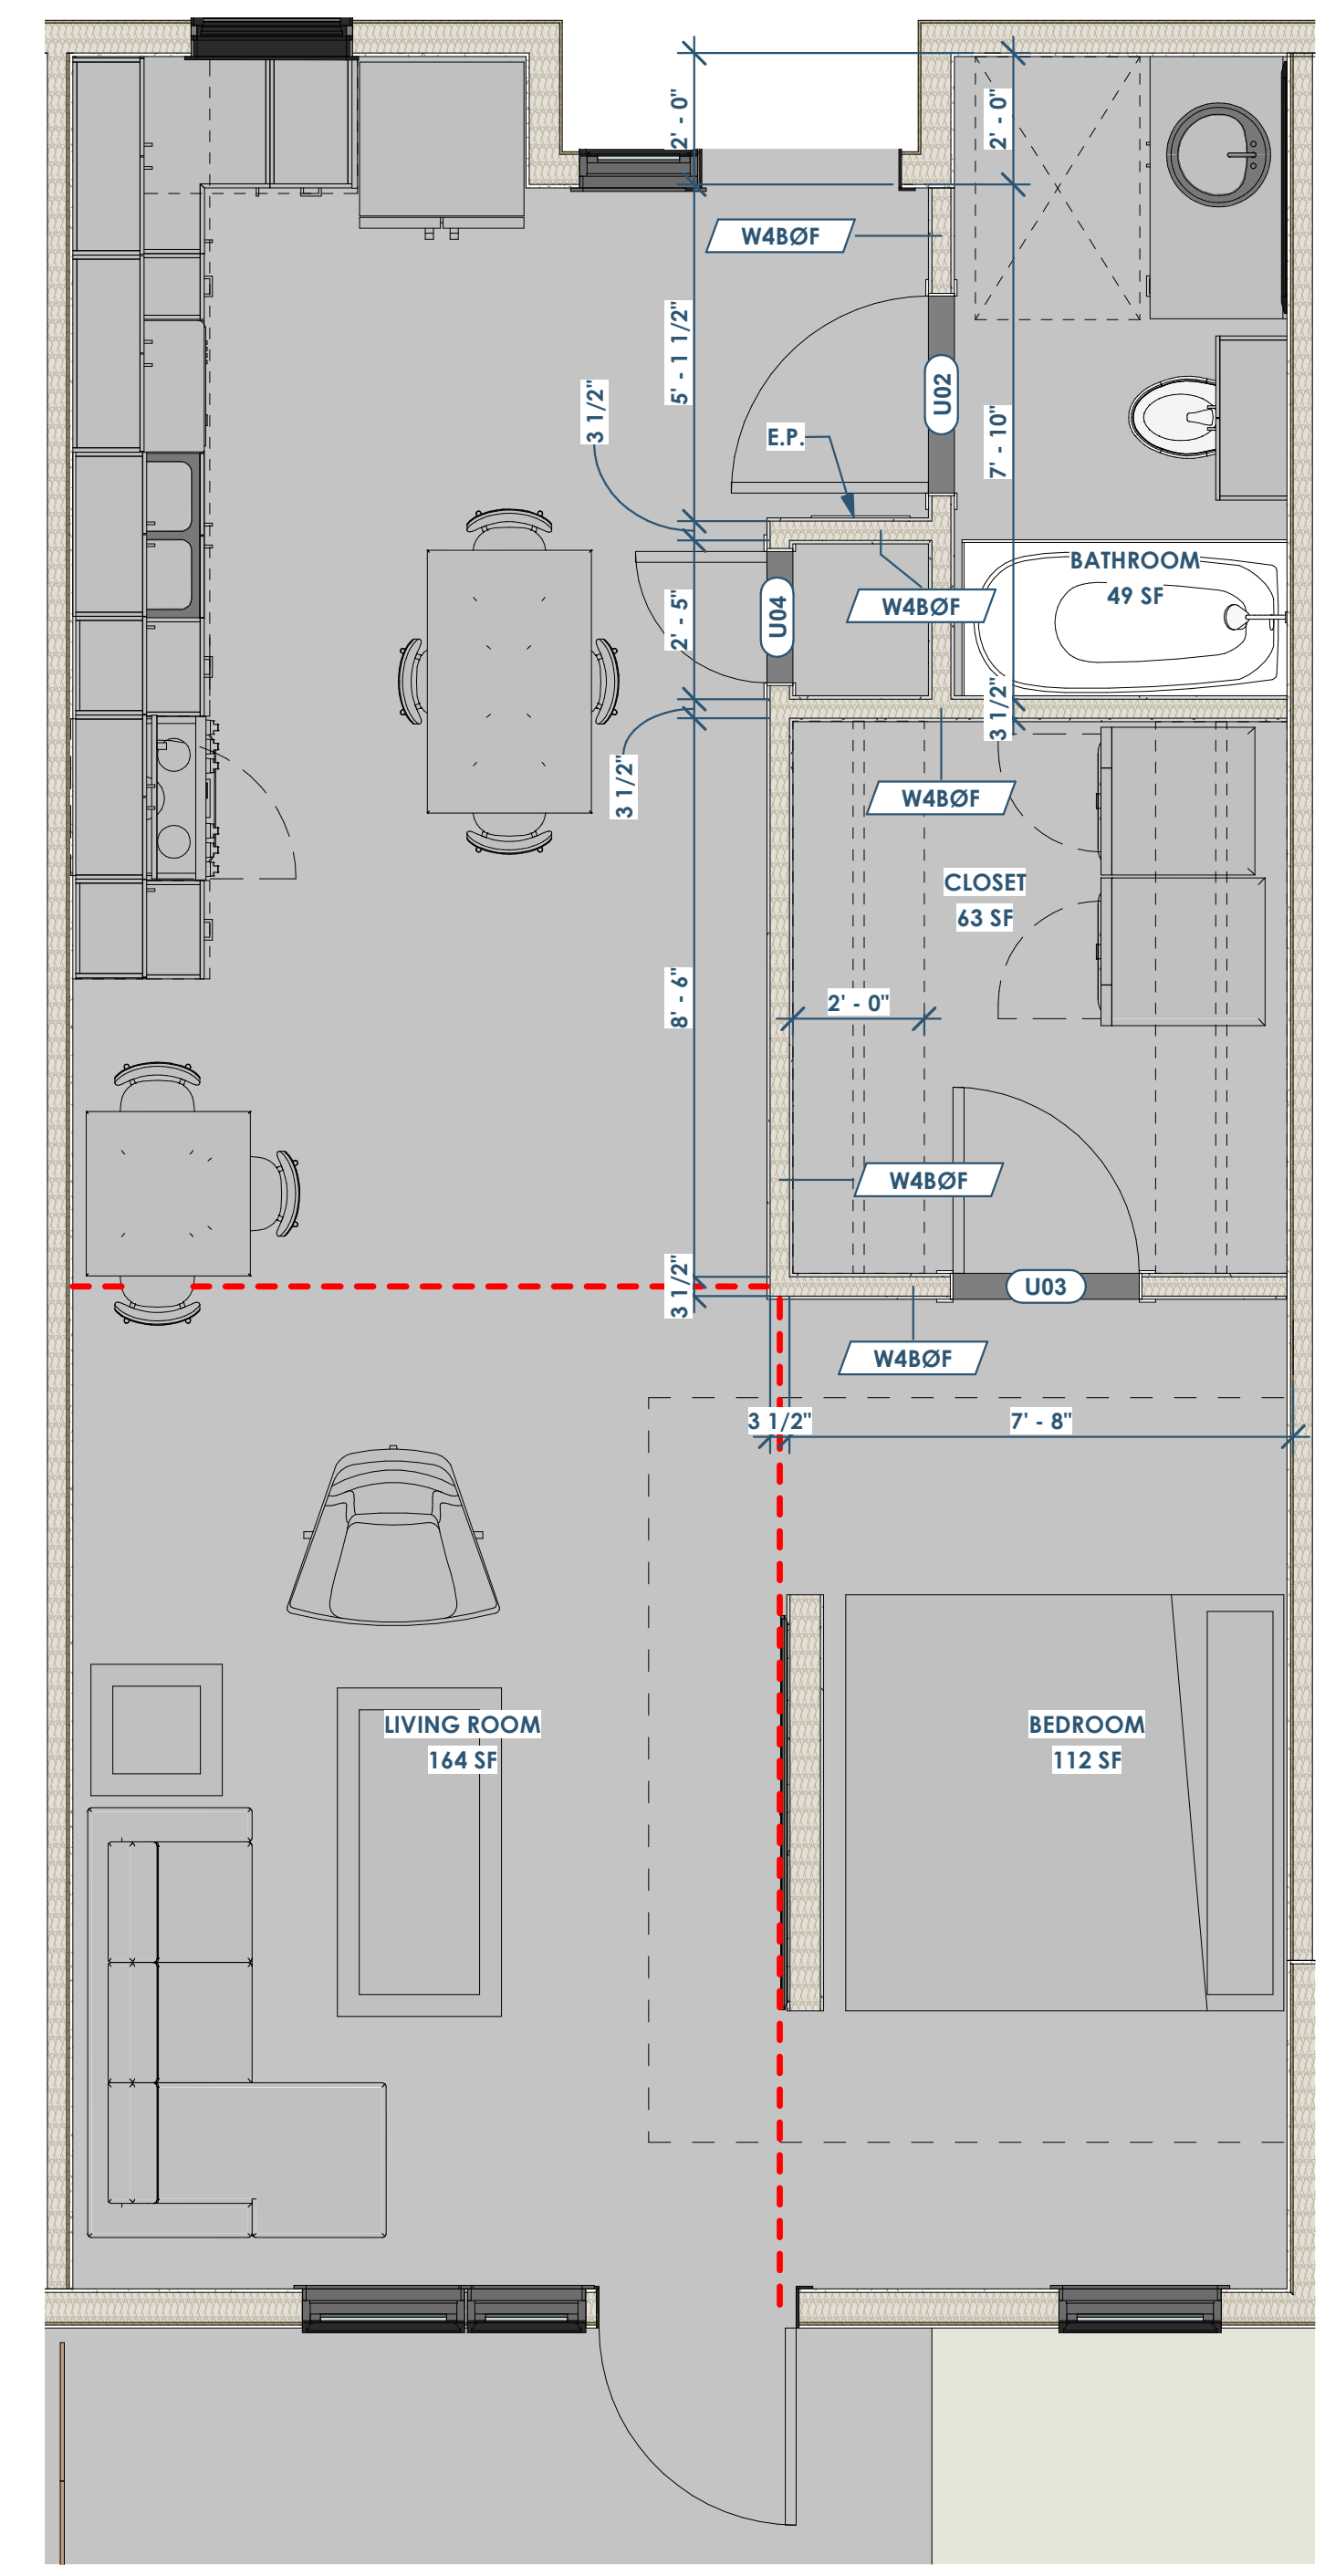 2' - 0"
2' - 0"
W4BØF
5' - 1 1/2"
3 1/2"
U02
E.P.
7' - 10"
BATHROOM
49 SF
2' - 5"
U04
W4BØF
3 1/2"
3 1/2"
W4BØF
CLOSET
63 SF
8' - 6"
2' - 0"
W4BØF
3 1/2"
U03
W4BØF
3 1/2"
7' - 8"
LIVING ROOM
164 SF
BEDROOM
112 SF